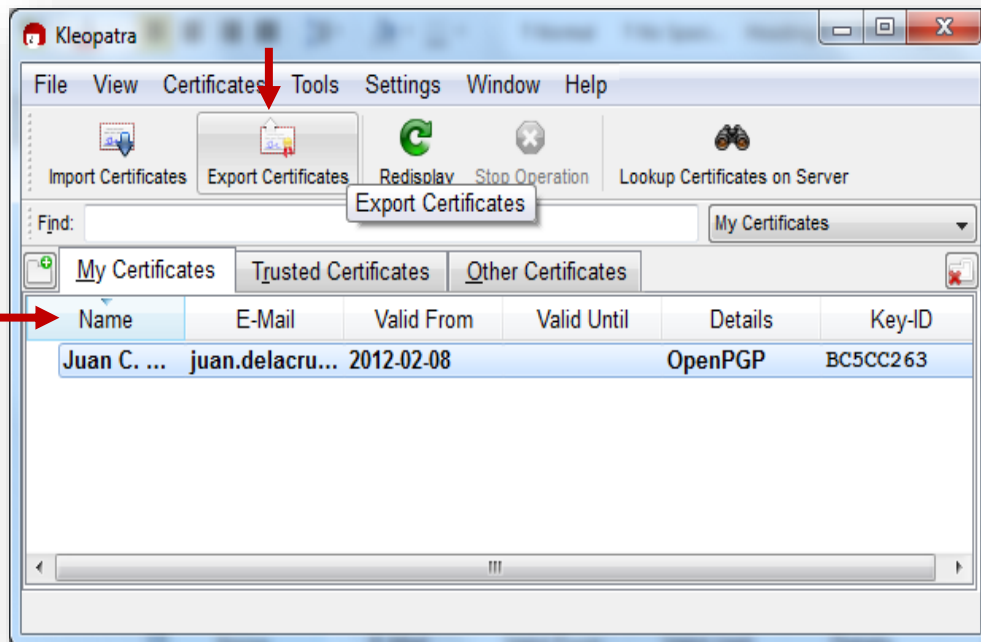 Kleopatra
File View Certificates Tools Settings Window Help
Import Certificates Export Certificates Redisplay Stop Operation Lookup Certificates on Server
Export Certificates
Find: My Certificates
My Certificates Trusted Certificates Other Certificates
Name E-Mail Valid From Valid Until Details Key-ID
Juan C. ... juan.delacru... 2012-02-08 OpenPGP BC5CC263